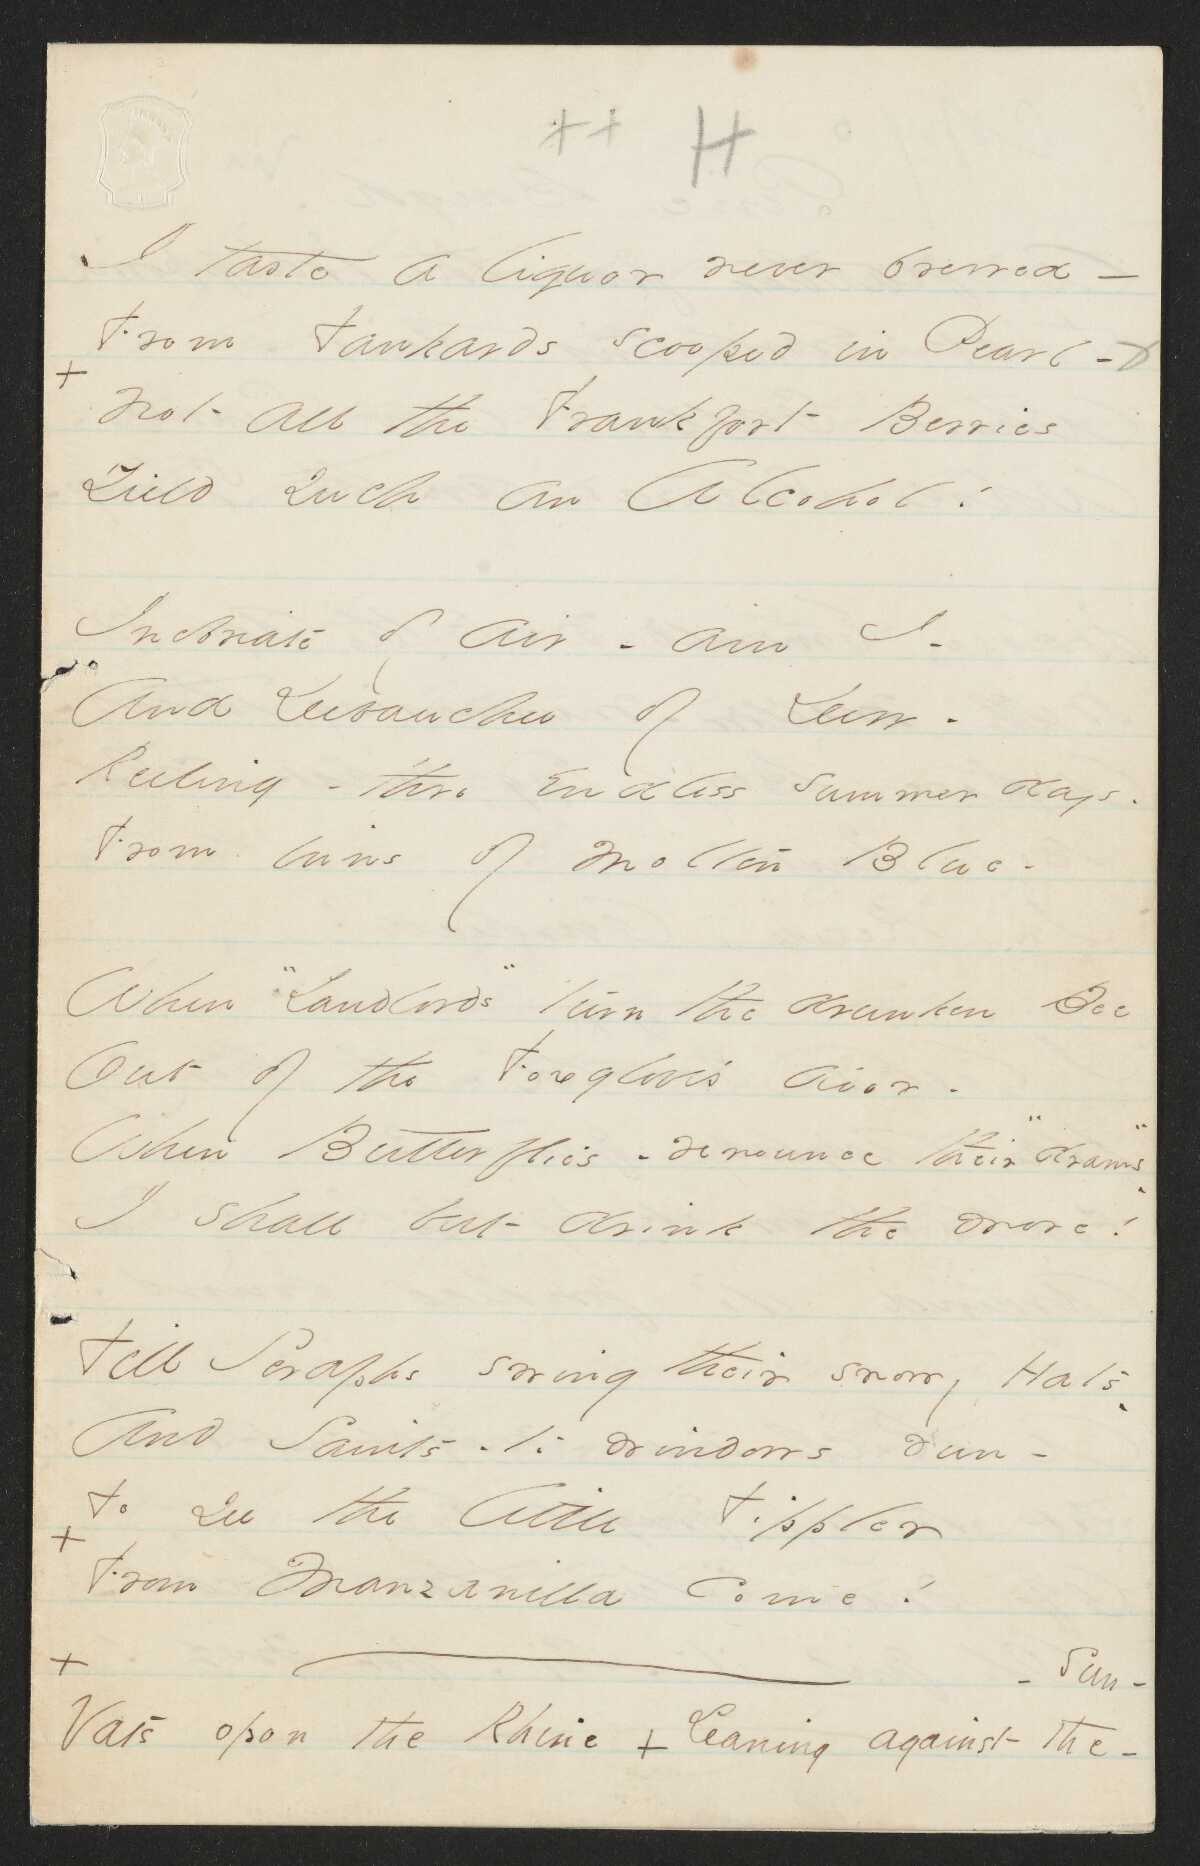 ++ H
I taste a liquor never brewed –
From Tankards scooped in Pearl –
+
Not all the Frankfort Berries
Yield such an Alcohol!
Inebriate of air – am I –
And Debauchee of Dew –
Reeling – thro endless summer days –
From inns of Molten Blue –
When "Landlords" turn the drunken Bee
Out of the Foxglove's door –
When Butterflies – renounce their "drams" –
I shall but drink the more!
Till Seraphs swing their snowy Hats –
And Saints – to windows run –
To see the little Tippler
+
From Manzanilla come!
+ – Sun –
Vats upon the Rhine + Leaning against the –